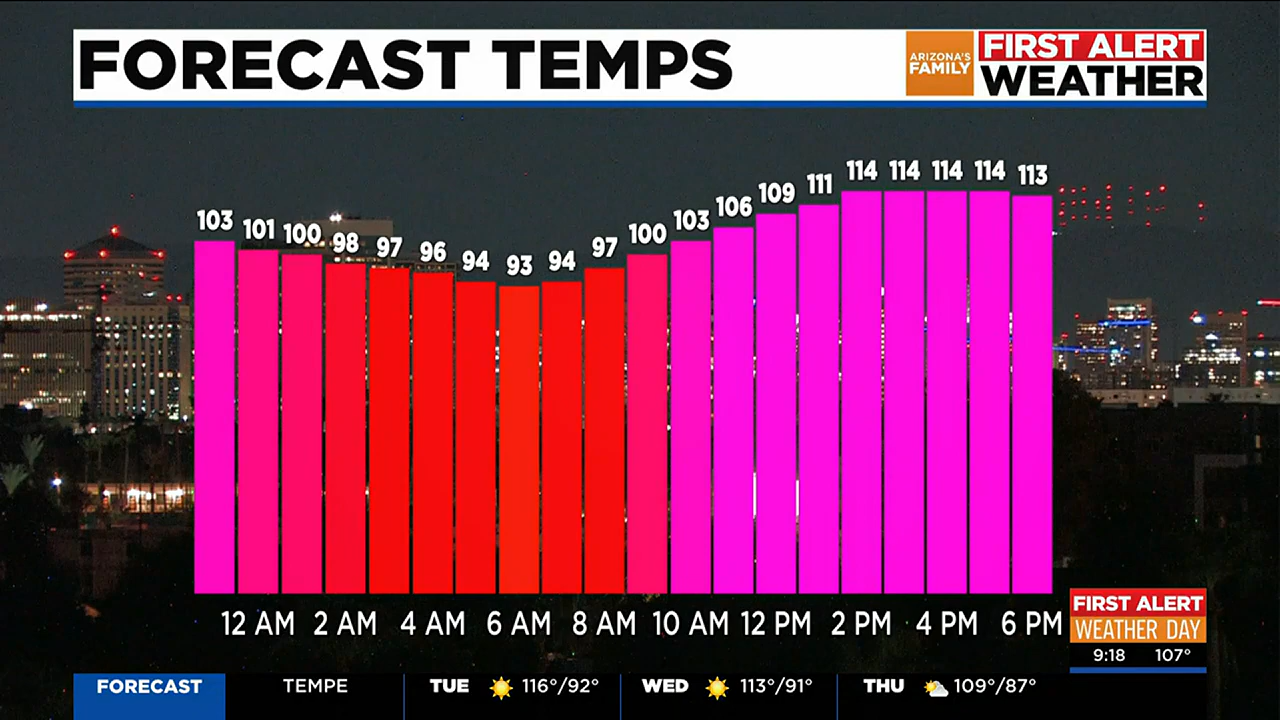 FORECAST TEMPS
ARIZONA'S
FAMILY
FIRST ALERT
WEATHER
103 101 100 98 97 96 94 93 94 97 100 103 106 109 111 114 114 114 114 113
12 AM 2 AM 4 AM 6 AM 8 AM 10 AM 12 PM 2 PM 4 PM 6 PM
FIRST ALERT
WEATHER DAY
9:18 107°
FORECAST TEMPE TUE 116°/92° WED 113°/91° THU 109°/87°